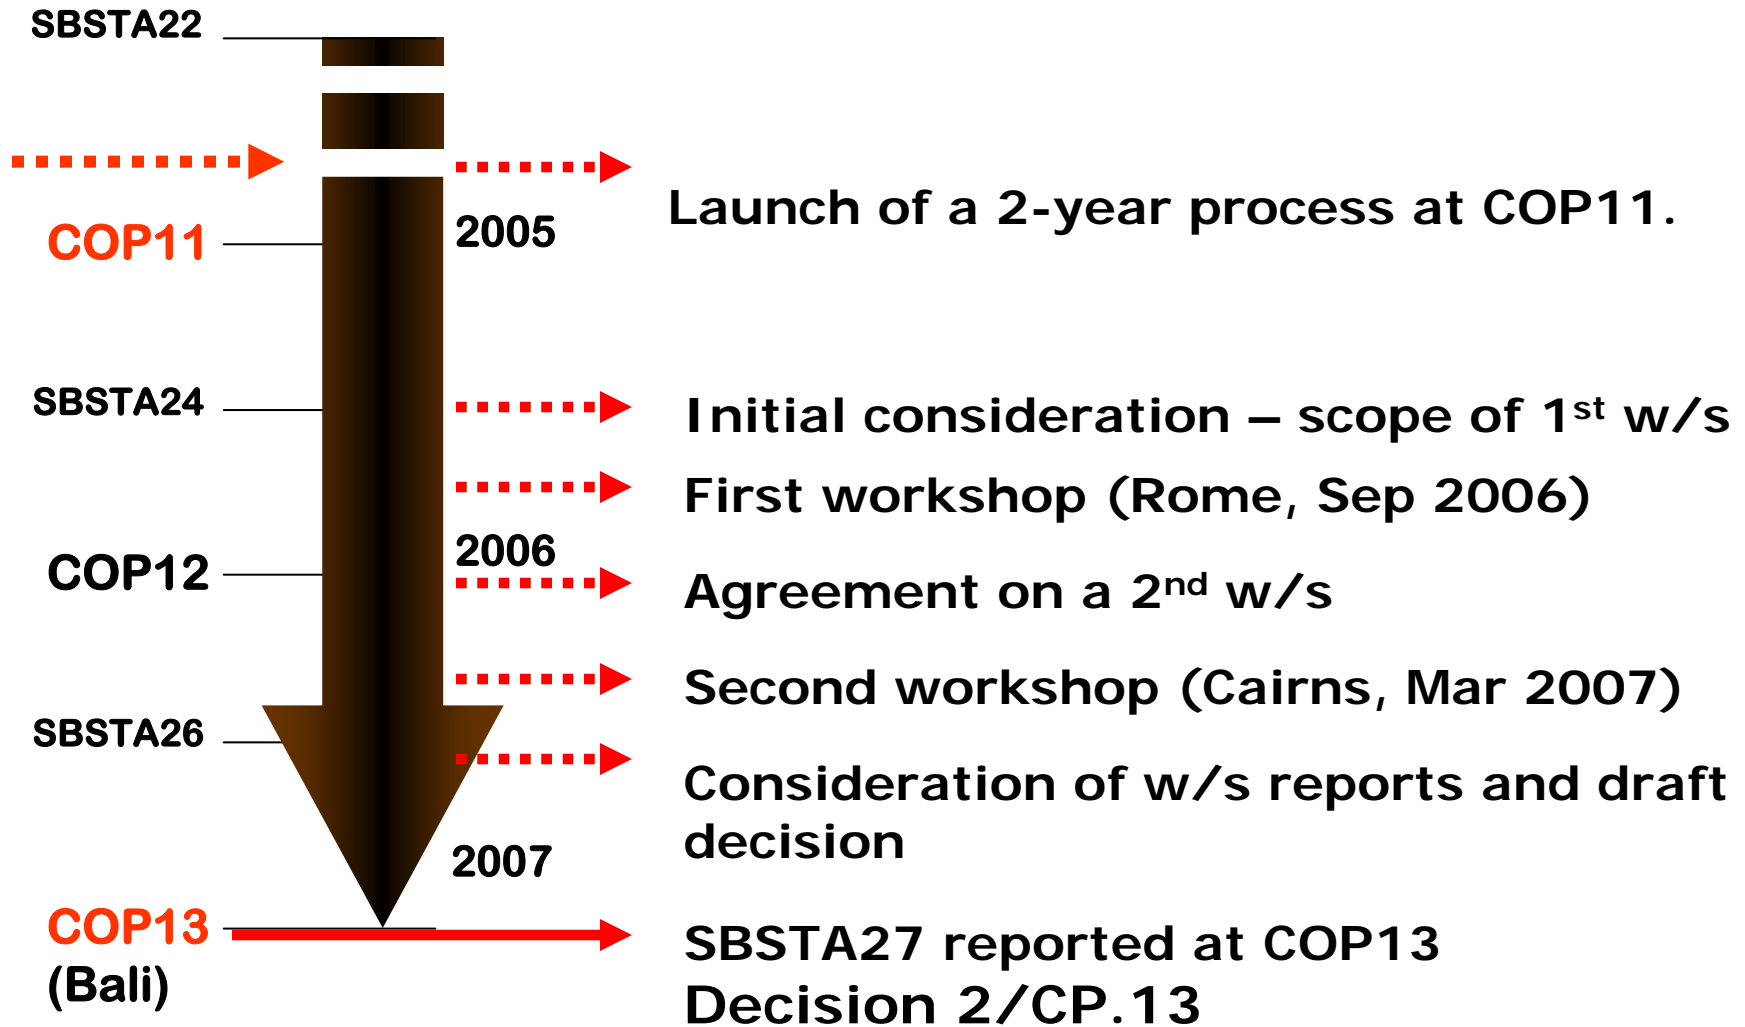 SBSTA22
COP11
2005
Launch of a 2-year process at COP11.
SBSTA24
Initial consideration – scope of 1st w/s
First workshop (Rome, Sep 2006)
COP12
2006
Agreement on a 2nd w/s
Second workshop (Cairns, Mar 2007)
SBSTA26
Consideration of w/s reports and draft
decision
2007
COP13
(Bali)
SBSTA27 reported at COP13
Decision 2/CP.13